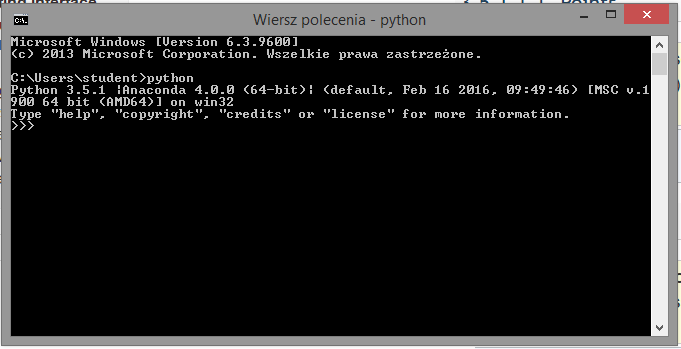 Wiersz polecenia - python
Microsoft Windows [Version 6.3.9600]
(c) 2013 Microsoft Corporation. Wszelkie prawa zastrzeżone.
C:\Users\student>python
Python 3.5.1 |Anaconda 4.0.0 (64-bit)| (default, Feb 16 2016, 09:49:46) [MSC v.1
900 64 bit (AMD64)] on win32
Type "help", "copyright", "credits" or "license" for more information.
>>>